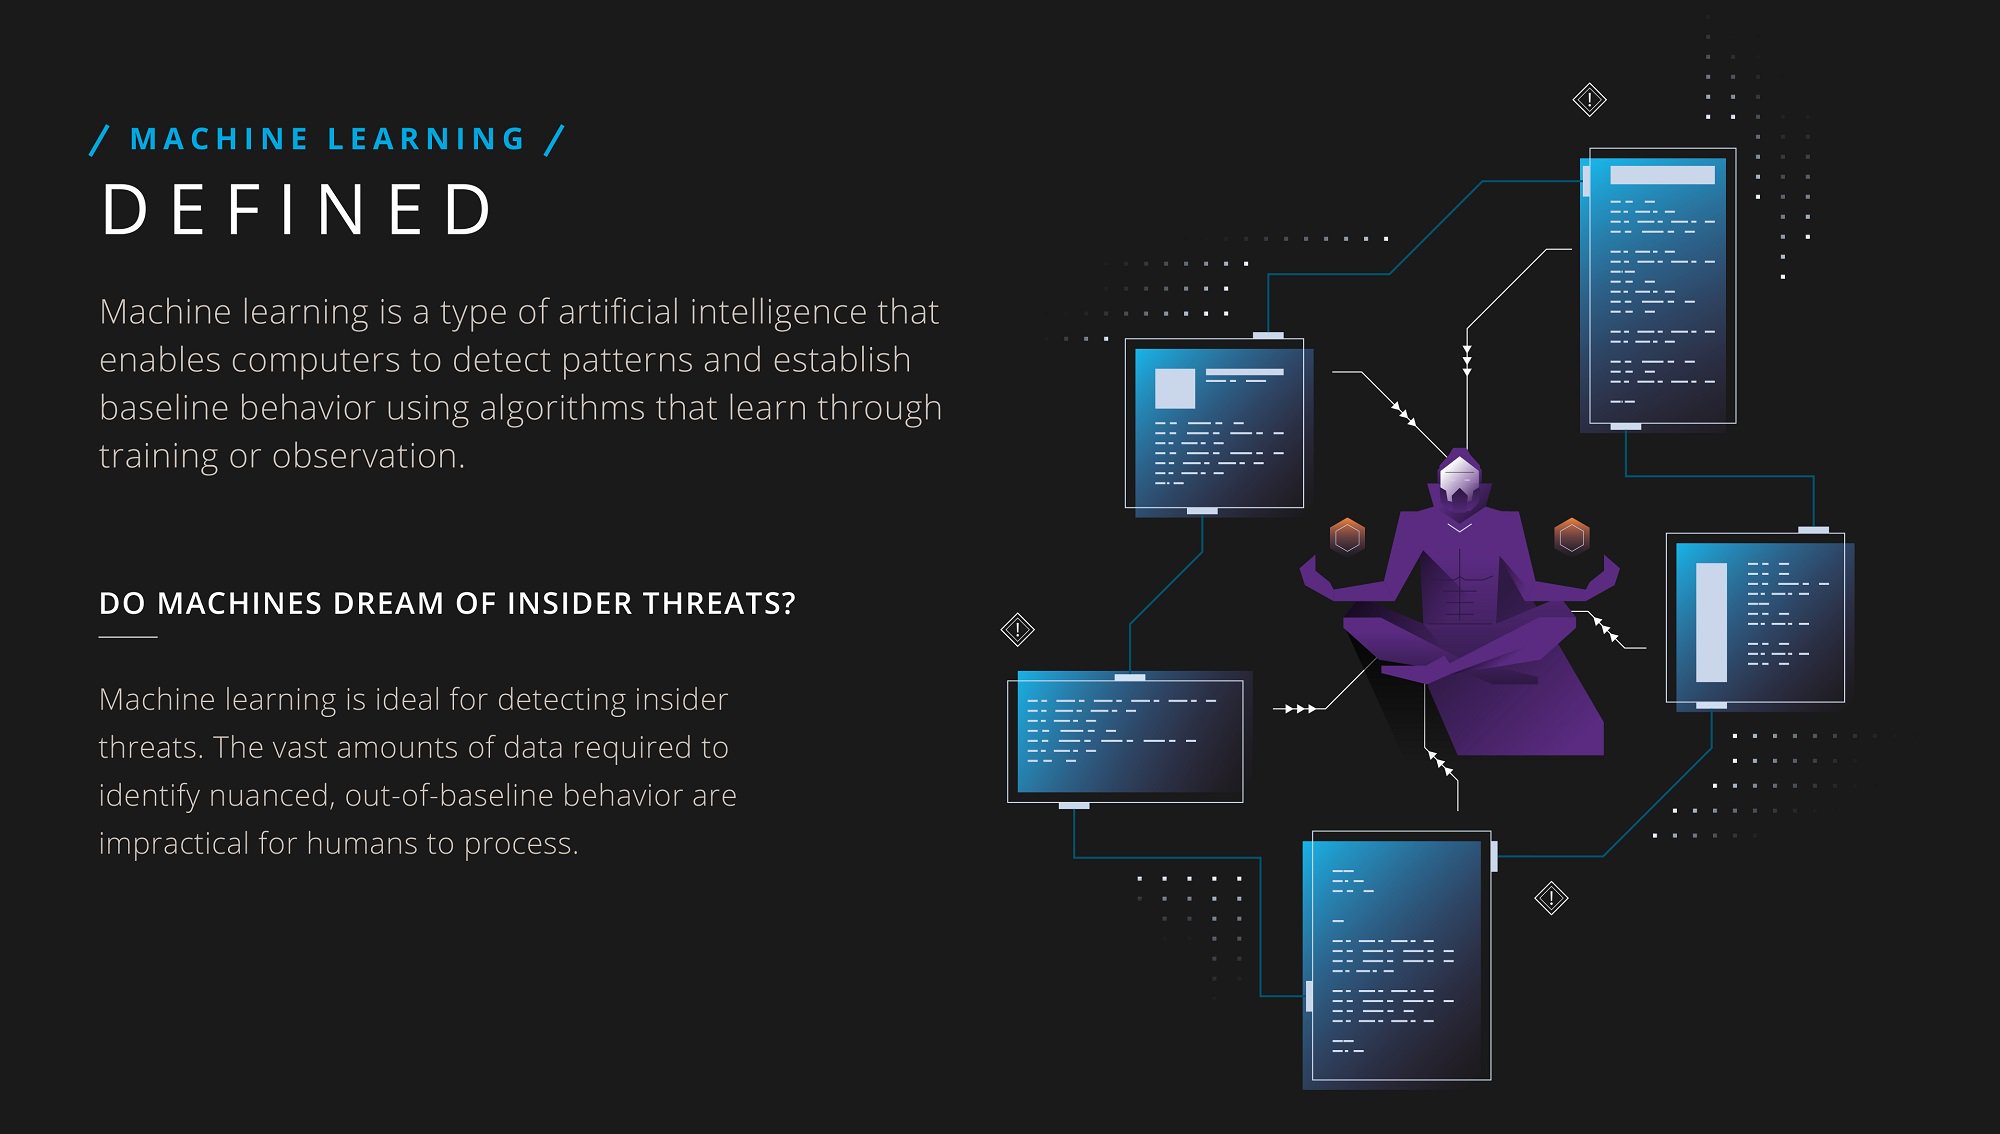 / MACHINE LEARNING /
DEFINED
Machine learning is a type of artificial intelligence that
enables computers to detect patterns and establish
baseline behavior using algorithms that learn through
training or observation.
DO MACHINES DREAM OF INSIDER THREATS?
Machine learning is ideal for detecting insider
threats. The vast amounts of data required to
identify nuanced, out-of-baseline behavior are
impractical for humans to process.
!
!
!